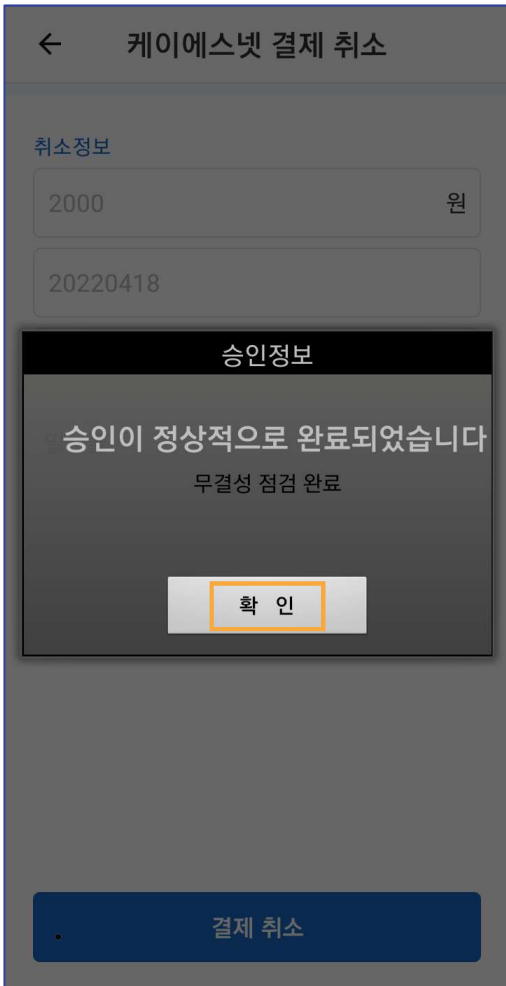 케이에스넷 결제 취소
취소정보
2000 원
20220418
승인정보
승인이 정상적으로 완료되었습니다
무결성 점검 완료
확 인
결제 취소